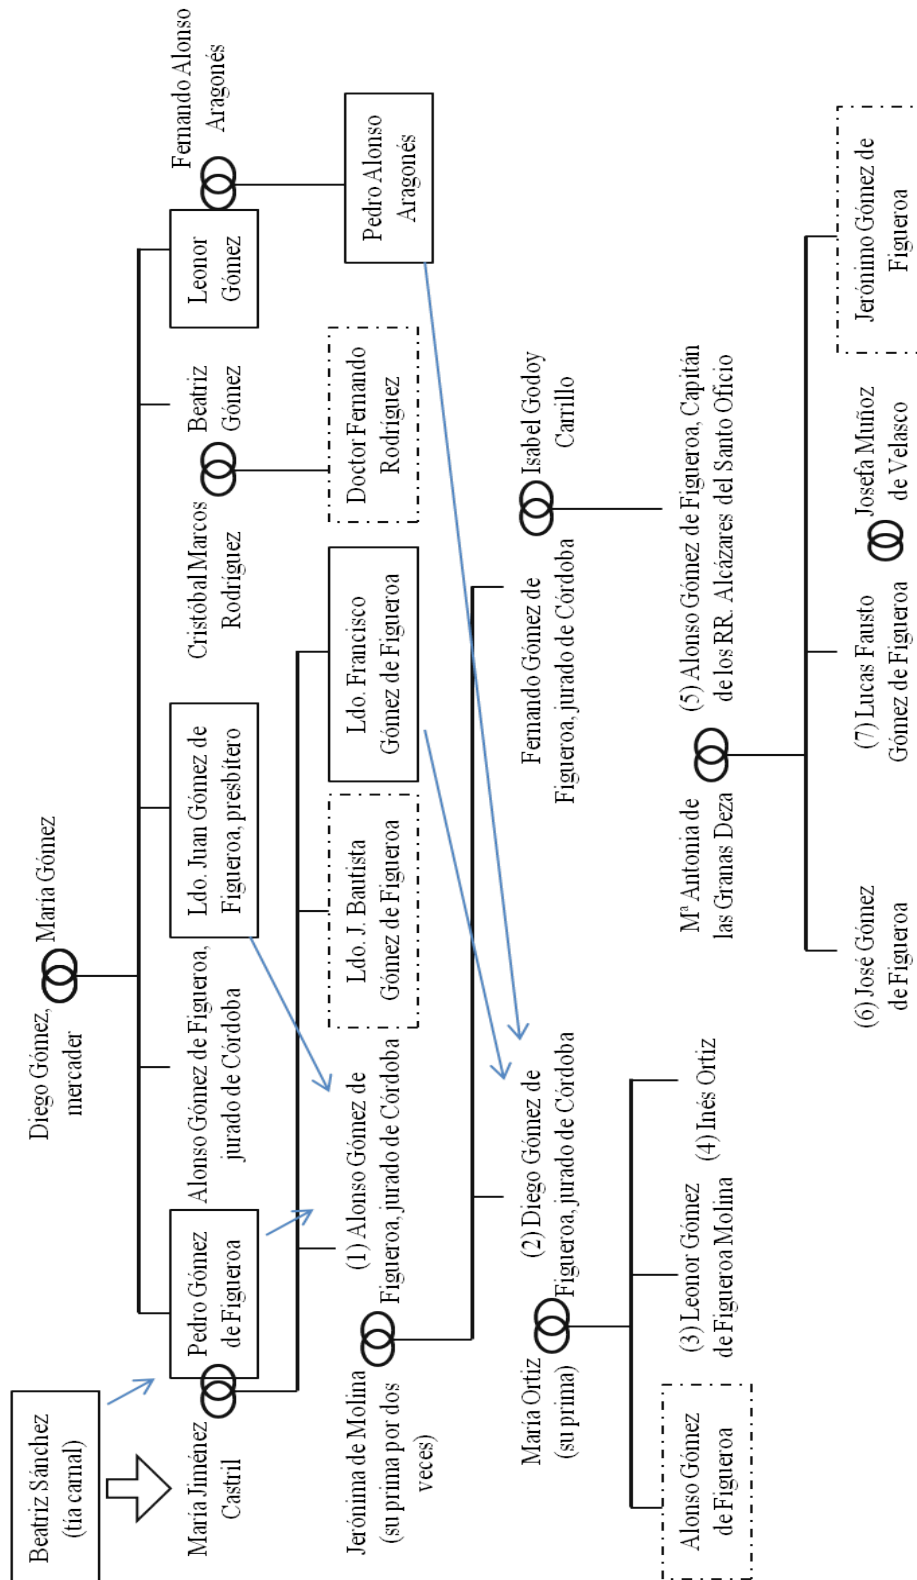 Diego Gómez,
mercader
María Gómez
Beatriz Sánchez
(tía carnal)
María Jiménez
Castril
Pedro Gómez
de Figueroa
Alonso Gómez de Figueroa,
jurado de Córdoba
Ldo. Juan Gómez de
Figueroa, presbítero
Cristóbal Marcos
Rodríguez
Beatriz
Gómez
Leonor
Gómez
Fernando Alonso
Aragonés
Jerónima de Molina
(su prima por dos
veces)
(1) Alonso Gómez de
Figueroa, jurado de Córdoba
Ldo. J. Bautista
Gómez de Figueroa
Ldo. Francisco
Gómez de Figueroa
Doctor Fernando
Rodríguez
Pedro Alonso
Aragonés
María Ortiz
(su prima)
(2) Diego Gómez de
Figueroa, jurado de Córdoba
Fernando Gómez de
Figueroa, jurado de Córdoba
Isabel Godoy
Carrillo
Alonso Gómez
de Figueroa
(3) Leonor Gómez
de Figueroa Molina
(4) Inés Ortiz
Mª Antonia de
las Granas Deza
(5) Alonso Gómez de Figueroa, Capitán
de los RR. Alcázares del Santo Oficio
(6) José Gómez
de Figueroa
(7) Lucas Fausto
Gómez de Figueroa
Josefa Muñoz
de Velasco
Jerónimo Gómez de
Figueroa